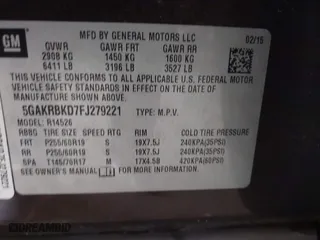 GM
MFD BY GENERAL MOTORS LLC 02/15
GVWR GAWR FRT GAWR RR
2908 KG 1450 KG 1600 KG
6411 LB 3196 LB 3527 LB
THIS VEHICLE CONFORMS TO ALL APPLICABLE
U.S. FEDERAL MOTOR VEHICLE SAFETY
STANDARDS IN EFFECT ON THE DATE OF
MANUFACTURE SHOWN ABOVE.
5GAKRBKD7FJ279221 TYPE: M.P.V.
MODEL: R14526
TIRE SIZE SPEED RTG RIM COLD TIRE PRESSURE
FRT P255/60R19 S 19X7.5J 240KPA(35PSI)
RR P255/60R19 S 19X7.5J 240KPA(35PSI)
SPA T145/70R17 M 17X4.5B 420KPA(60PSI)
SEE OWNER'S MANUAL FOR ADDITIONAL INFORMATION.